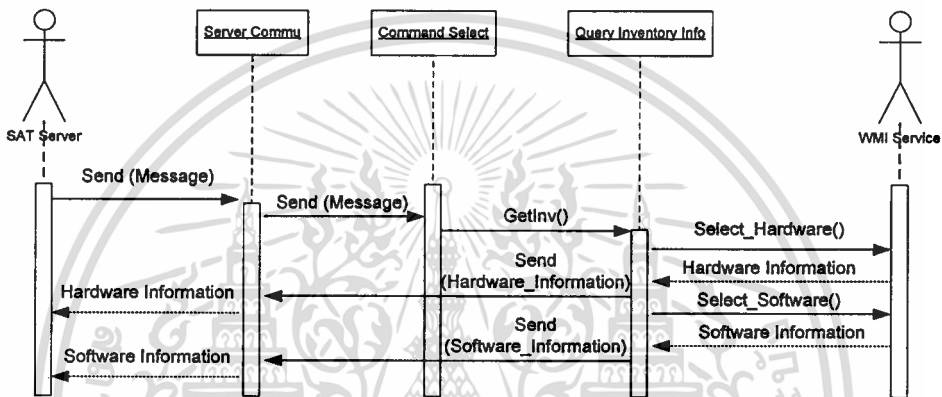 Server Commu
Command Select
Query Inventory Info
SAT Server
WMI Service
Send (Message)
Send (Message)
GetInv()
Select_Hardware()
Send
(Hardware_Information)
Hardware Information
Hardware Information
Select_Software()
Send
(Software_Information)
Software Information
Software Information